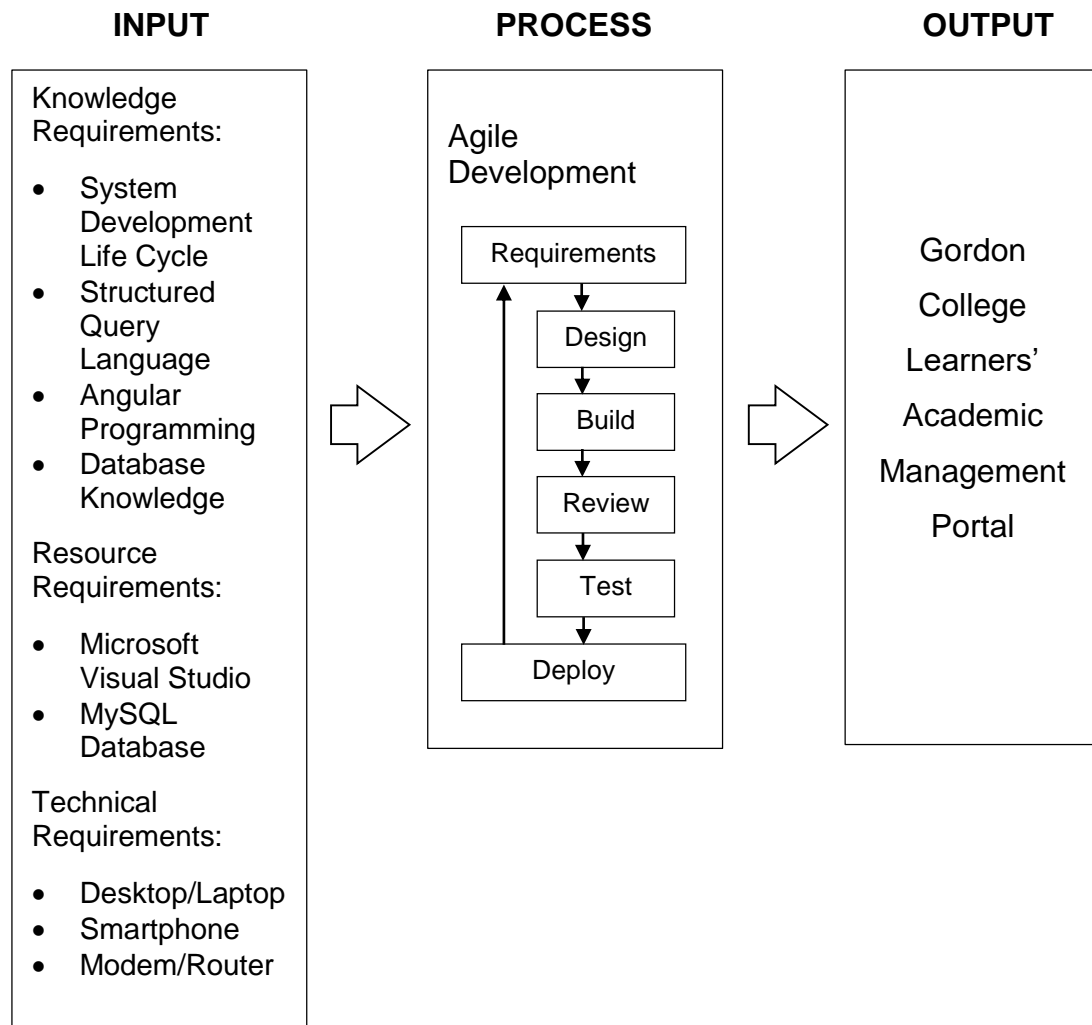 INPUT
Knowledge
Requirements:
• System
Development
Life Cycle
• Structured
Query
Language
• Angular
Programming
• Database
Knowledge
Resource
Requirements:
• Microsoft
Visual Studio
• MySQL
Database
Technical
Requirements:
• Desktop/Laptop
• Smartphone
• Modem/Router
PROCESS
Agile
Development
Requirements
Design
Build
Review
Test
Deploy
OUTPUT
Gordon
College
Learners’
Academic
Management
Portal